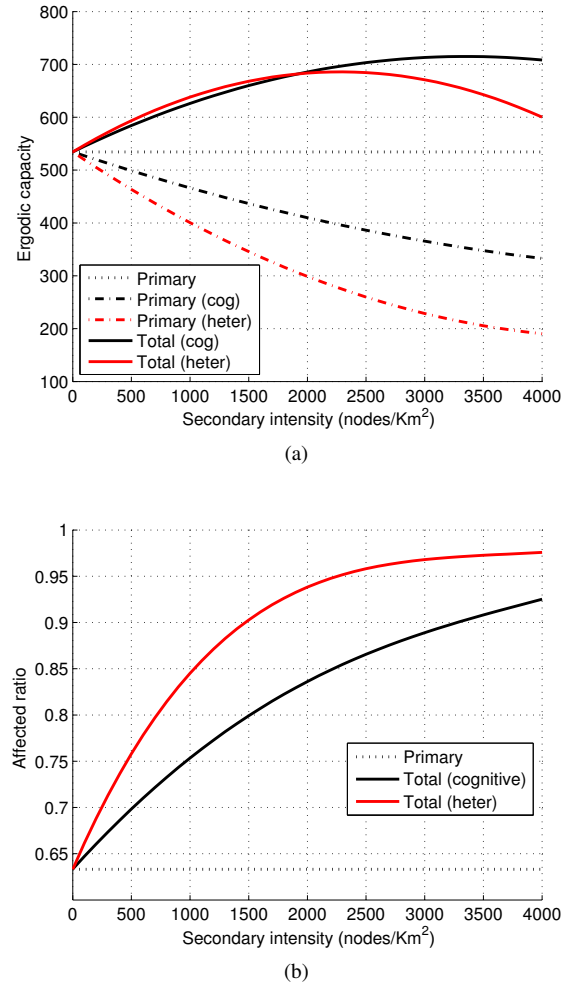 800
700
600
500
400
300
200
100
Ergodic capacity
Primary
Primary (cog)
Primary (heter)
Total (cog)
Total (heter)
0 500 1000 1500 2000 2500 3000 3500 4000
Secondary intensity (nodes/Km²)
(a)
1
0.95
0.9
0.85
0.8
0.75
0.7
0.65
Affected ratio
Primary
Total (cognitive)
Total (heter)
0 500 1000 1500 2000 2500 3000 3500 4000
Secondary intensity (nodes/Km²)
(b)